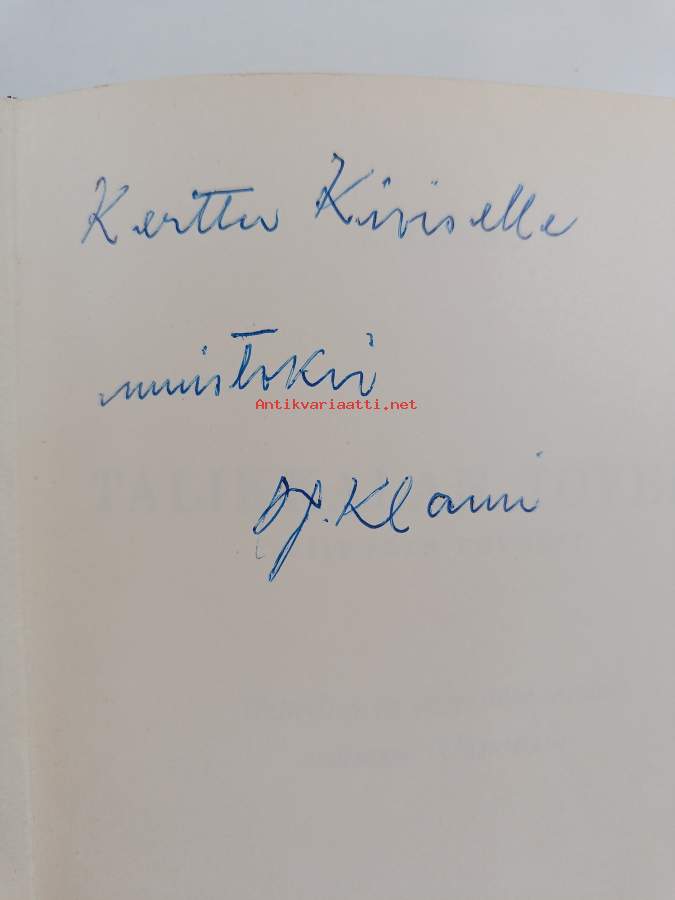 Kerttu Kiviselle
muistoksi
Antikvariaatti.net
Klami